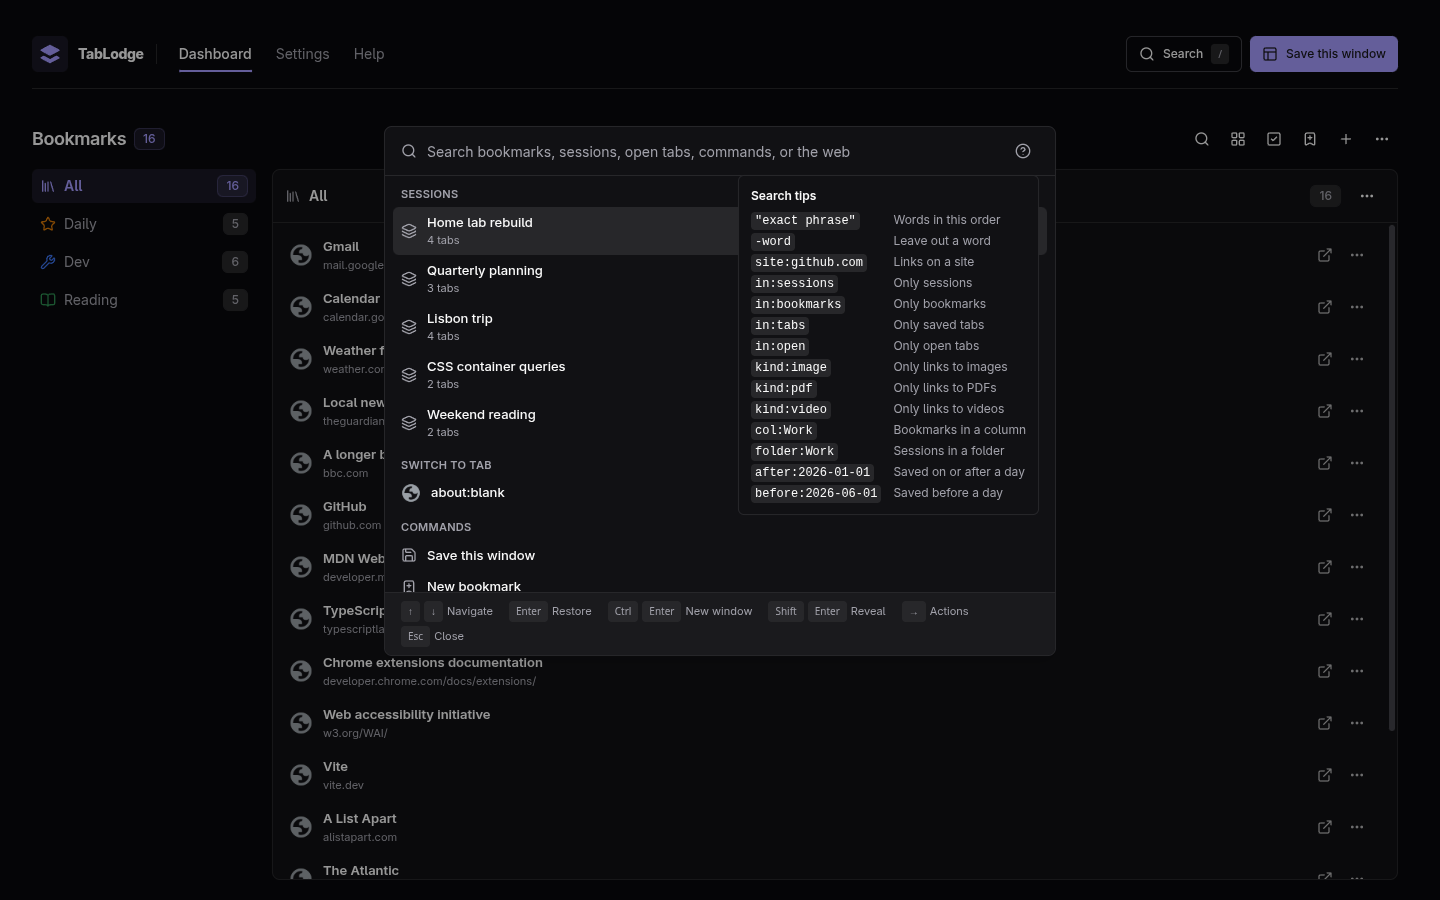 TabLodge
Dashboard
Settings
Help
Search /
Save this window
Bookmarks 16
All 16
Daily 5
Dev 6
Reading 5
All 16
Gmail
mail.google
Calendar
calendar.go
Weather f
weather.co
Local new
theguardian
A longer b
bbc.com
GitHub
github.com
MDN Web
developer.m
TypeScrip
typescriptla
Chrome extensions documentation
developer.chrome.com/docs/extensions/
Web accessibility initiative
w3.org/WAI/
Vite
vite.dev
A List Apart
alistapart.com
The Atlantic
Search bookmarks, sessions, open tabs, commands, or the web
SESSIONS
Home lab rebuild
4 tabs
Quarterly planning
3 tabs
Lisbon trip
4 tabs
CSS container queries
2 tabs
Weekend reading
2 tabs
SWITCH TO TAB
about:blank
COMMANDS
Save this window
New bookmark
Search tips
"exact phrase" Words in this order
-word Leave out a word
site:github.com Links on a site
in:sessions Only sessions
in:bookmarks Only bookmarks
in:tabs Only saved tabs
in:open Only open tabs
kind:image Only links to images
kind:pdf Only links to PDFs
kind:video Only links to videos
col:Work Bookmarks in a column
folder:Work Sessions in a folder
after:2026-01-01 Saved on or after a day
before:2026-06-01 Saved before a day
↑ ↓ Navigate Enter Restore Ctrl Enter New window Shift Enter Reveal → Actions
Esc Close